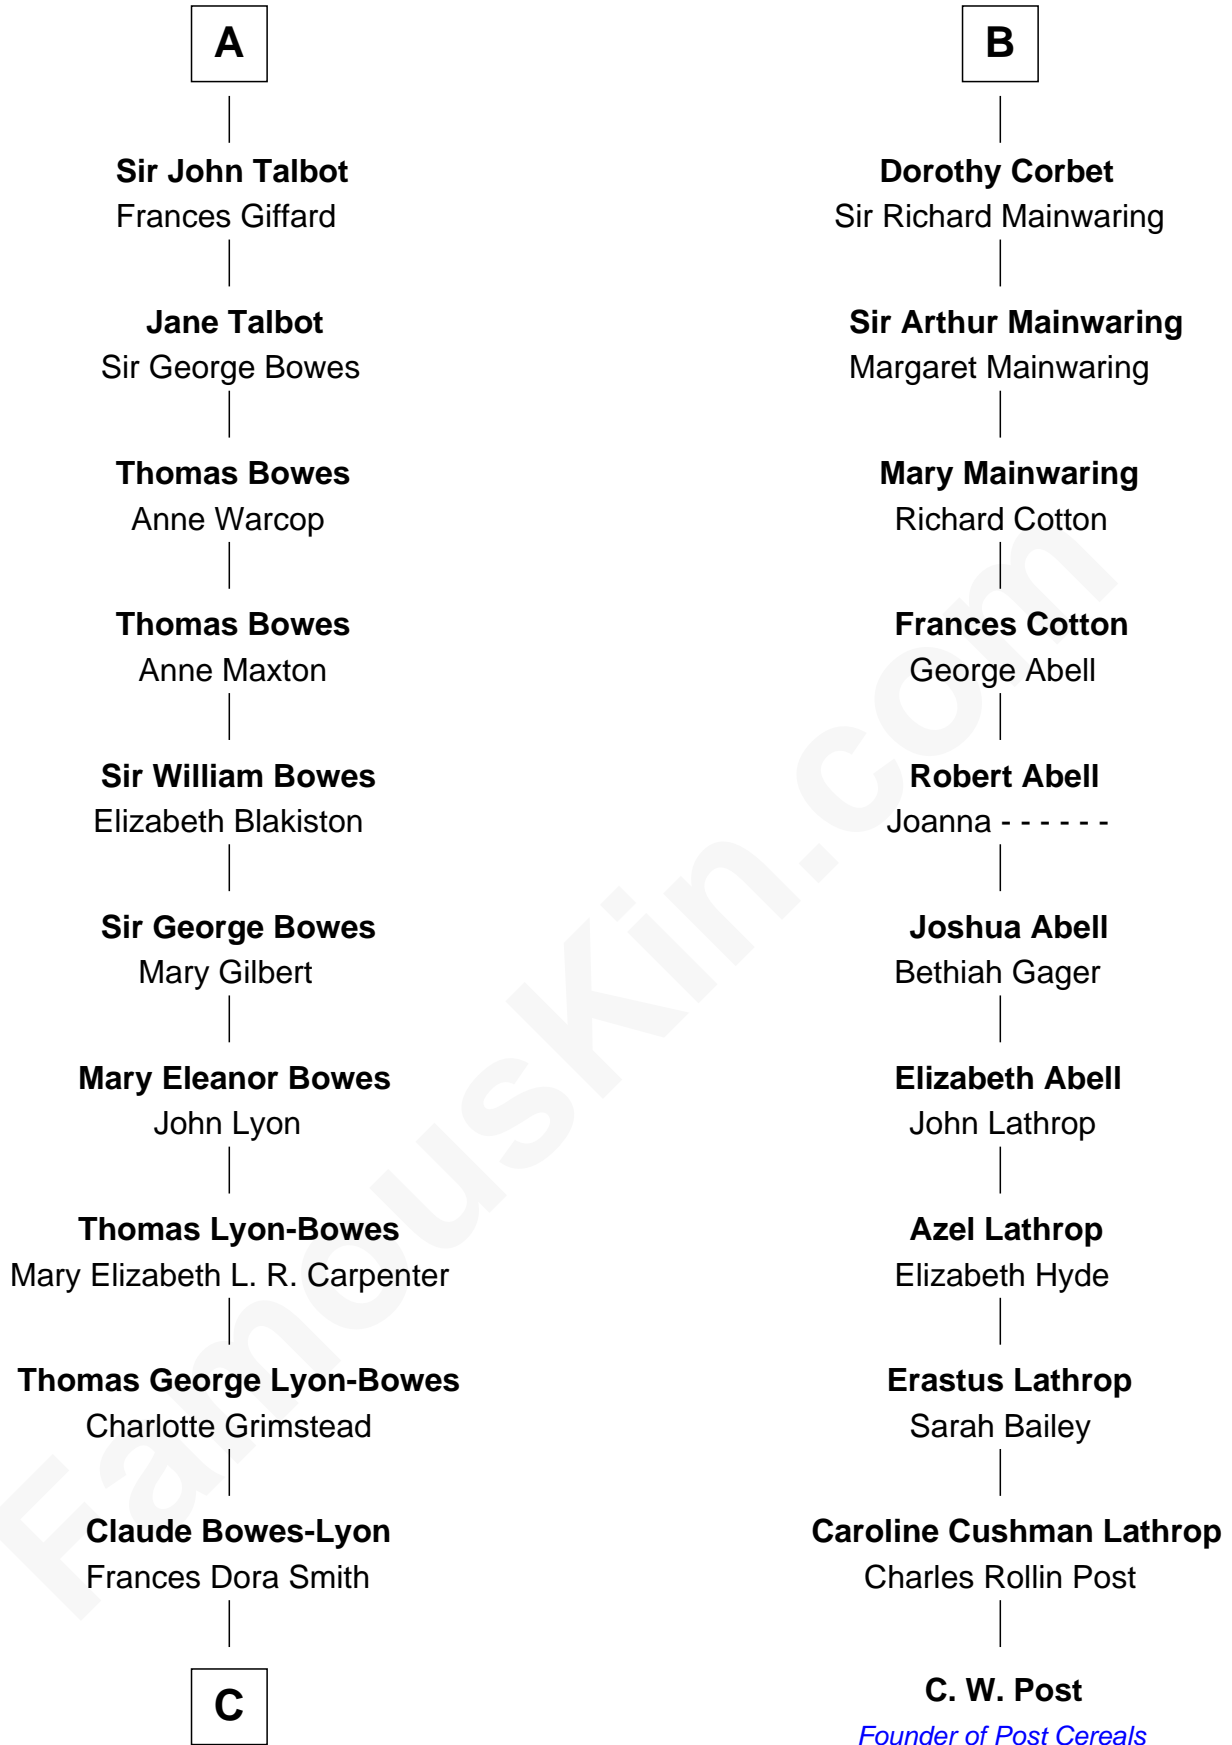 A
Sir John Talbot
Frances Giffard
Jane Talbot
Sir George Bowes
Thomas Bowes
Anne Warcop
Thomas Bowes
Anne Maxton
Sir William Bowes
Elizabeth Blakiston
Sir George Bowes
Mary Gilbert
Mary Eleanor Bowes
John Lyon
Thomas Lyon-Bowes
Mary Elizabeth L. R. Carpenter
Thomas George Lyon-Bowes
Charlotte Grimstead
Claude Bowes-Lyon
Frances Dora Smith
C
B
Dorothy Corbet
Sir Richard Mainwaring
Sir Arthur Mainwaring
Margaret Mainwaring
Mary Mainwaring
Richard Cotton
Frances Cotton
George Abell
Robert Abell
Joanna - - - - - -
Joshua Abell
Bethiah Gager
Elizabeth Abell
John Lathrop
Azel Lathrop
Elizabeth Hyde
Erastus Lathrop
Sarah Bailey
Caroline Cushman Lathrop
Charles Rollin Post
C. W. Post
Founder of Post Cereals
FamousKin.com